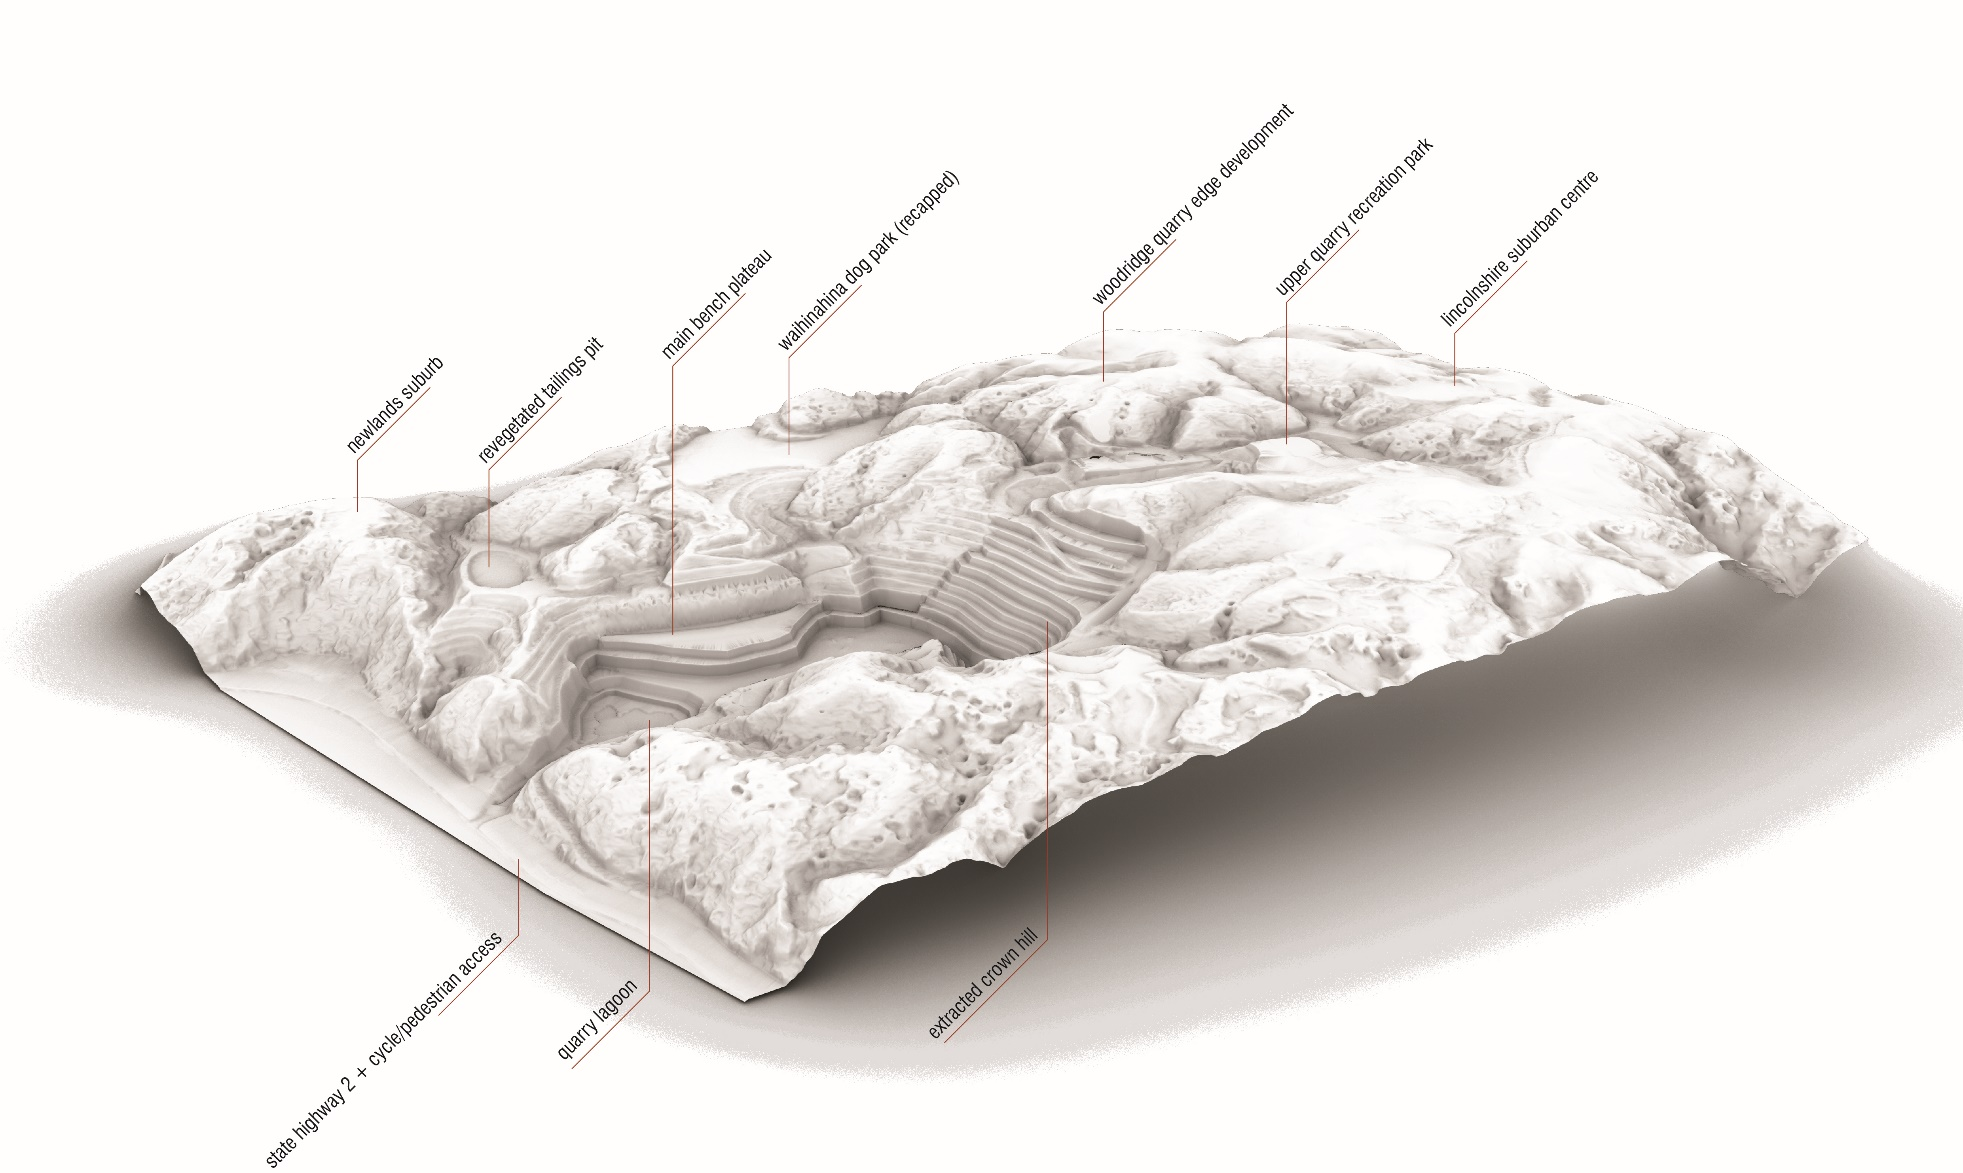 newlands suburb
revegetated tailings pit
main bench plateau
waihinahina dog park (recapped)
woodridge quarry edge development
upper quarry recreation park
lincolnshire suburban centre
state highway 2 + cycle/pedestrian access
quarry lagoon
extracted crown hill